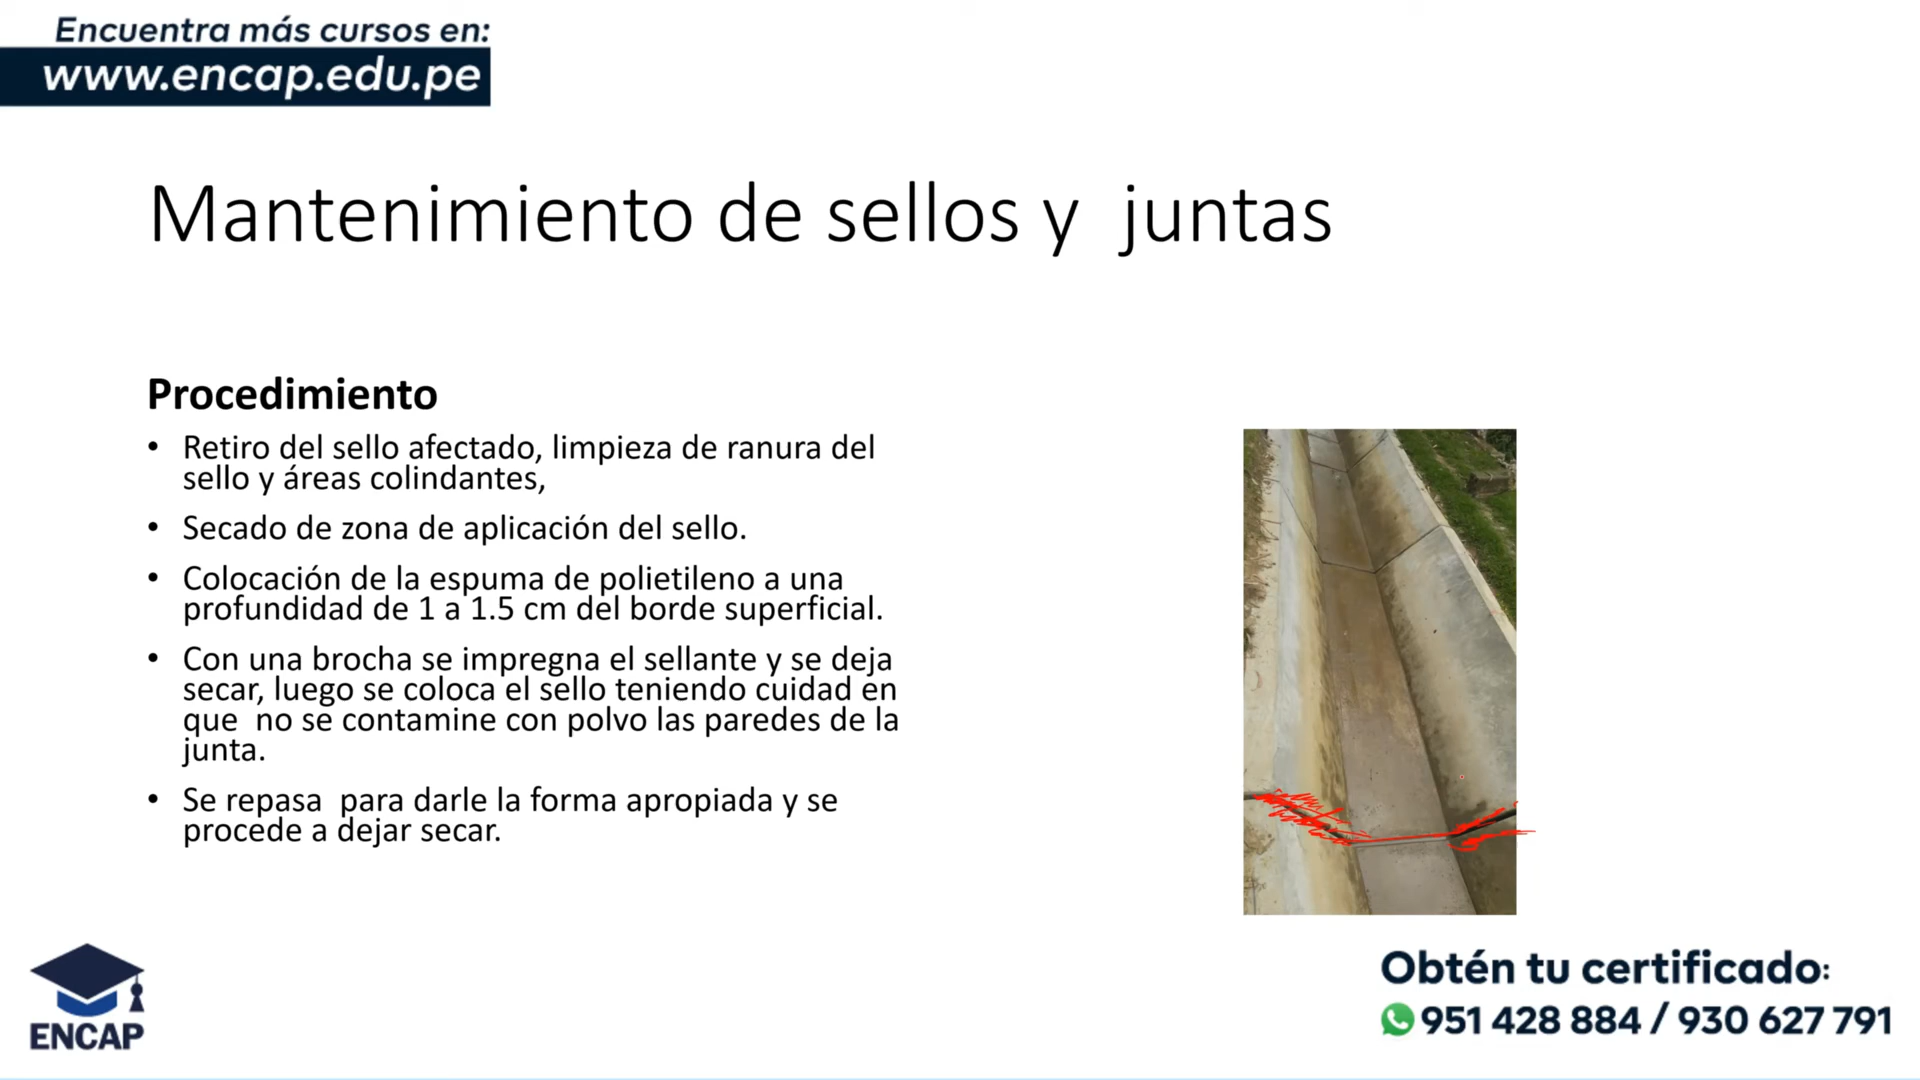 Encuentra más cursos en:
www.encap.edu.pe
Mantenimiento de sellos y  juntas
Procedimiento
• Retiro del sello afectado, limpieza de ranura del
sello y áreas colindantes,
• Secado de zona de aplicación del sello.
• Colocación de la espuma de polietileno a una
profundidad de 1 a 1.5 cm del borde superficial.
• Con una brocha se impregna el sellante y se deja
secar, luego se coloca el sello teniendo cuidad en
que  no se contamine con polvo las paredes de la
junta.
• Se repasa  para darle la forma apropiada y se
procede a dejar secar.
ENCAP
Obtén tu certificado:
951 428 884 / 930 627 791